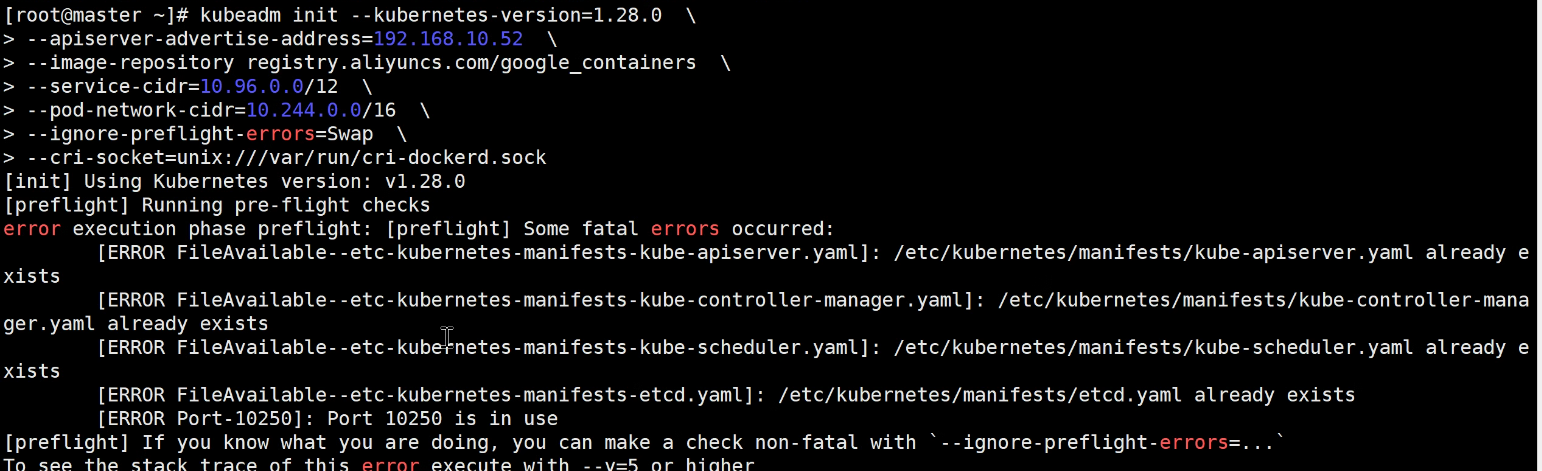 [root@master ~]# kubeadm init --kubernetes-version=1.28.0  \
> --apiserver-advertise-address=192.168.10.52  \
> --image-repository registry.aliyuncs.com/google_containers  \
> --service-cidr=10.96.0.0/12  \
> --pod-network-cidr=10.244.0.0/16  \
> --ignore-preflight-errors=Swap  \
> --cri-socket=unix:///var/run/cri-dockerd.sock
[init] Using Kubernetes version: v1.28.0
[preflight] Running pre-flight checks
error execution phase preflight: [preflight] Some fatal errors occurred:
        [ERROR FileAvailable--etc-kubernetes-manifests-kube-apiserver.yaml]: /etc/kubernetes/manifests/kube-apiserver.yaml already e
xists
        [ERROR FileAvailable--etc-kubernetes-manifests-kube-controller-manager.yaml]: /etc/kubernetes/manifests/kube-controller-mana
ger.yaml already exists
        [ERROR FileAvailable--etc-kubernetes-manifests-kube-scheduler.yaml]: /etc/kubernetes/manifests/kube-scheduler.yaml already e
xists
        [ERROR FileAvailable--etc-kubernetes-manifests-etcd.yaml]: /etc/kubernetes/manifests/etcd.yaml already exists
        [ERROR Port-10250]: Port 10250 is in use
[preflight] If you know what you are doing, you can make a check non-fatal with `--ignore-preflight-errors=...`
To see the stack trace of this error execute with --v=5 or higher